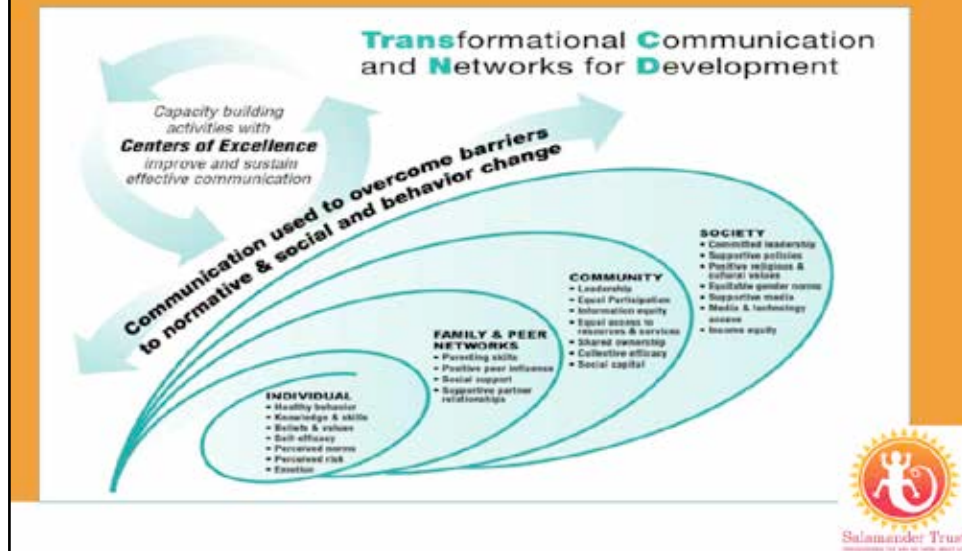 Transformational Communication
and Networks for Development
Capacity building
activities with
Centers of Excellence
improve and sustain
effective communication
Communication used to overcome barriers
to normative & social and behavior change
SOCIETY
• Committed leadership
• Supportive policies
• Positive religious &
cultural values
• Equitable gender norms
• Supportive media
• Media & technology
access
• Income equity
COMMUNITY
• Leadership
• Equal Participation
• Information equity
• Equal access to
resources & services
• Shared ownership
• Collective efficacy
• Social capital
FAMILY & PEER
NETWORKS
• Parenting skills
• Positive peer influence
• Social support
• Supportive partner
relationships
INDIVIDUAL
• Healthy behavior
• Knowledge & skills
• Beliefs & values
• Self-efficacy
• Perceived norms
• Perceived risk
• Emotion
Salamander Trust